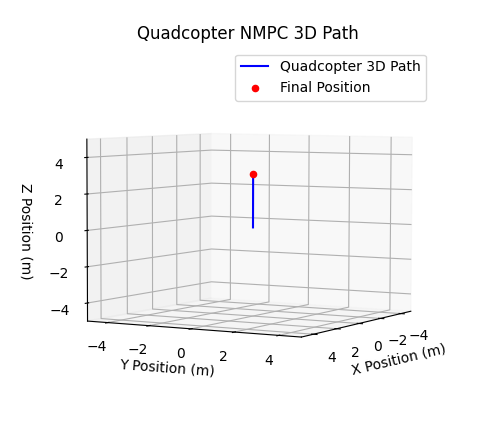 Quadcopter NMPC 3D Path
Quadcopter 3D Path
Final Position
4
2
0
−2
−4
Z Position (m)
−4
−2
0
2
4
Y Position (m)
4
2
0
−2
−4
X Position (m)